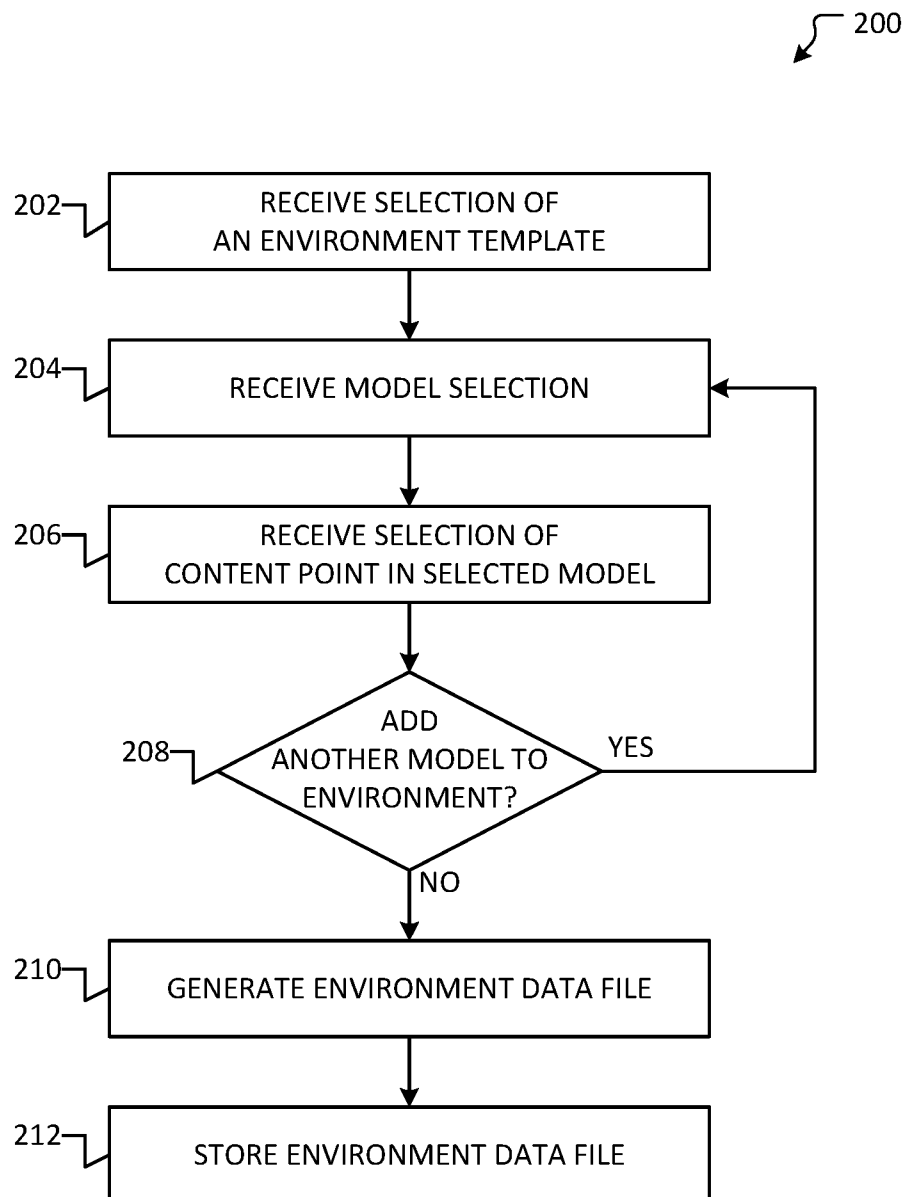 200
202
RECEIVE SELECTION OF
AN ENVIRONMENT TEMPLATE
204
RECEIVE MODEL SELECTION
206
RECEIVE SELECTION OF
CONTENT POINT IN SELECTED MODEL
208
ADD
ANOTHER MODEL TO
ENVIRONMENT?
YES
NO
210
GENERATE ENVIRONMENT DATA FILE
212
STORE ENVIRONMENT DATA FILE